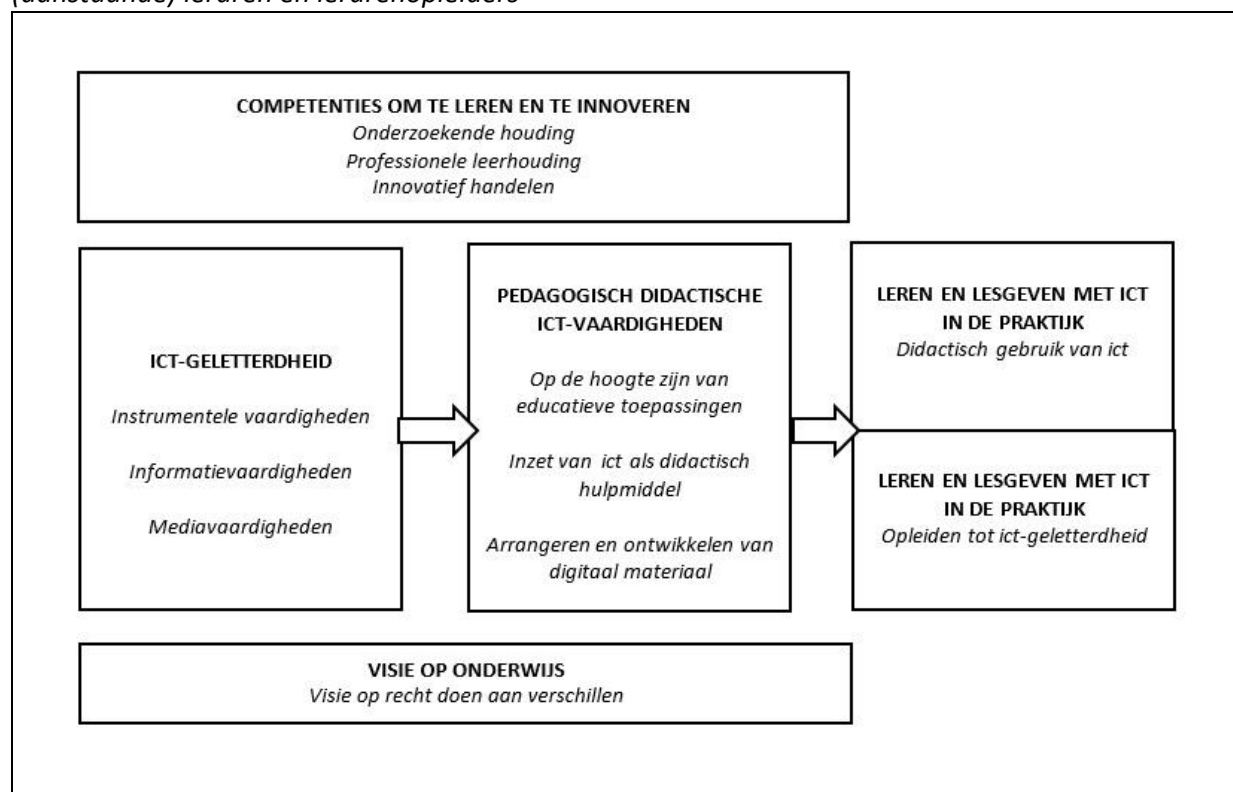 (aanstaande) leraren en lerarenopleiders
COMPETENTIES OM TE LEREN EN TE INNOVEREN
Onderzoekende houding
Professionele leerhouding
Innovatief handelen
ICT-GELETTERDHEID
Instrumentele vaardigheden
Informatievaardigheden
Mediavaardigheden
PEDAGOGISCH DIDACTISCHE
ICT-VAARDIGHEDEN
Op de hoogte zijn van
educatieve toepassingen
Inzet van ict als didactisch
hulpmiddel
Arrangeren en ontwikkelen van
digitaal materiaal
LEREN EN LESGEVEN MET ICT
IN DE PRAKTIJK
Didactisch gebruik van ict
LEREN EN LESGEVEN MET ICT
IN DE PRAKTIJK
Opleiden tot ict-geletterdheid
VISIE OP ONDERWIJS
Visie op recht doen aan verschillen